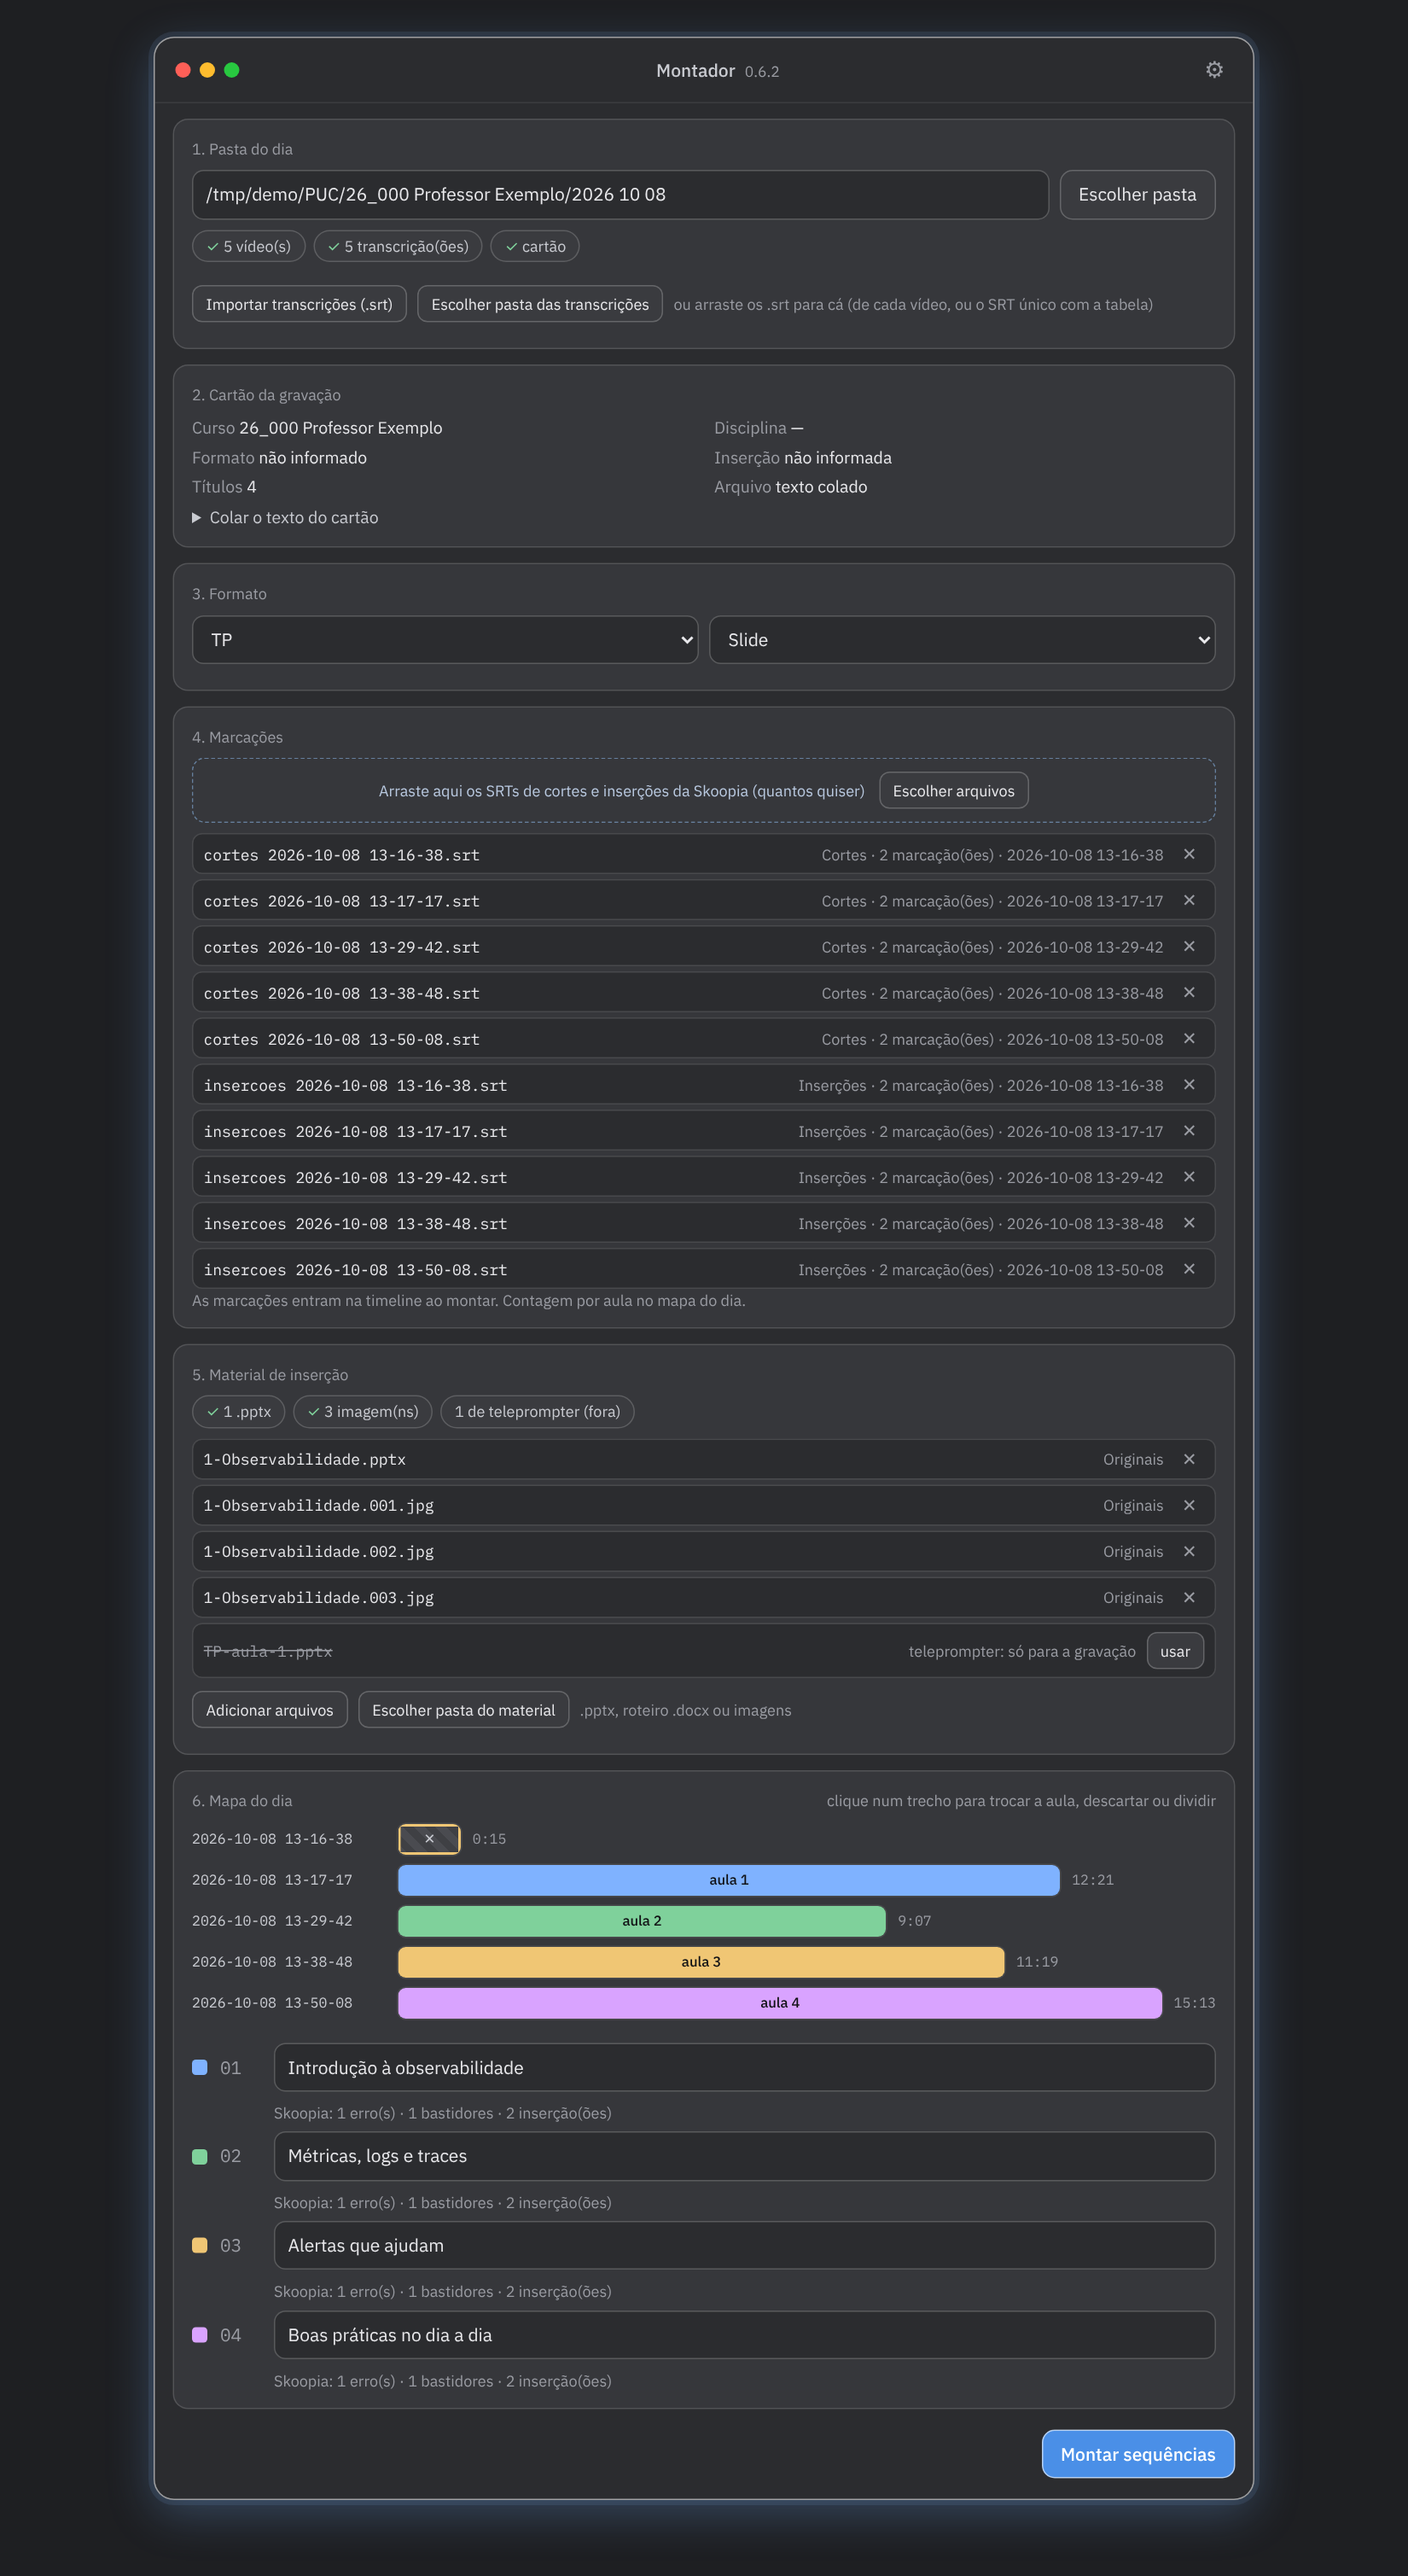 Montador 0.6.2
1. Pasta do dia
/tmp/demo/PUC/26_000 Professor Exemplo/2026 10 08
Escolher pasta
✓ 5 vídeo(s)
✓ 5 transcrição(ões)
✓ cartão
Importar transcrições (.srt)
Escolher pasta das transcrições
ou arraste os .srt para cá (de cada vídeo, ou o SRT único com a tabela)
2. Cartão da gravação
Curso 26_000 Professor Exemplo
Disciplina —
Formato não informado
Inserção não informada
Títulos 4
Arquivo texto colado
▶ Colar o texto do cartão
3. Formato
TP
Slide
4. Marcações
Arraste aqui os SRTs de cortes e inserções da Skoopia (quantos quiser)
Escolher arquivos
cortes 2026-10-08 13-16-38.srt
Cortes · 2 marcação(ões) · 2026-10-08 13-16-38 ✕
cortes 2026-10-08 13-17-17.srt
Cortes · 2 marcação(ões) · 2026-10-08 13-17-17 ✕
cortes 2026-10-08 13-29-42.srt
Cortes · 2 marcação(ões) · 2026-10-08 13-29-42 ✕
cortes 2026-10-08 13-38-48.srt
Cortes · 2 marcação(ões) · 2026-10-08 13-38-48 ✕
cortes 2026-10-08 13-50-08.srt
Cortes · 2 marcação(ões) · 2026-10-08 13-50-08 ✕
insercoes 2026-10-08 13-16-38.srt
Inserções · 2 marcação(ões) · 2026-10-08 13-16-38 ✕
insercoes 2026-10-08 13-17-17.srt
Inserções · 2 marcação(ões) · 2026-10-08 13-17-17 ✕
insercoes 2026-10-08 13-29-42.srt
Inserções · 2 marcação(ões) · 2026-10-08 13-29-42 ✕
insercoes 2026-10-08 13-38-48.srt
Inserções · 2 marcação(ões) · 2026-10-08 13-38-48 ✕
insercoes 2026-10-08 13-50-08.srt
Inserções · 2 marcação(ões) · 2026-10-08 13-50-08 ✕
As marcações entram na timeline ao montar. Contagem por aula no mapa do dia.
5. Material de inserção
✓ 1 .pptx
✓ 3 imagem(ns)
1 de teleprompter (fora)
1-Observabilidade.pptx
Originais ✕
1-Observabilidade.001.jpg
Originais ✕
1-Observabilidade.002.jpg
Originais ✕
1-Observabilidade.003.jpg
Originais ✕
TP-aula-1.pptx
teleprompter: só para a gravação
usar
Adicionar arquivos
Escolher pasta do material
.pptx, roteiro .docx ou imagens
6. Mapa do dia
clique num trecho para trocar a aula, descartar ou dividir
2026-10-08 13-16-38
✕
0:15
2026-10-08 13-17-17
aula 1
12:21
2026-10-08 13-29-42
aula 2
9:07
2026-10-08 13-38-48
aula 3
11:19
2026-10-08 13-50-08
aula 4
15:13
01
Introdução à observabilidade
Skoopia: 1 erro(s) · 1 bastidores · 2 inserção(ões)
02
Métricas, logs e traces
Skoopia: 1 erro(s) · 1 bastidores · 2 inserção(ões)
03
Alertas que ajudam
Skoopia: 1 erro(s) · 1 bastidores · 2 inserção(ões)
04
Boas práticas no dia a dia
Skoopia: 1 erro(s) · 1 bastidores · 2 inserção(ões)
Montar sequências